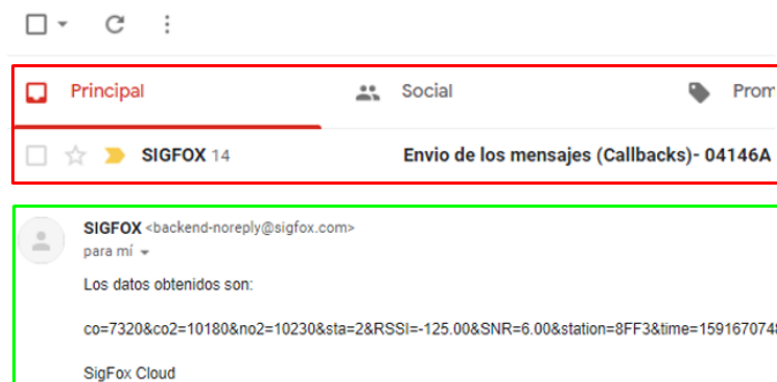 Principal Social Prom
SIGFOX 14 Envio de los mensajes (Callbacks)- 04146A
SIGFOX <backend-noreply@sigfox.com>
para mí
Los datos obtenidos son:
co=7320&co2=10180&no2=10230&sta=2&RSSI=-125.00&SNR=6.00&station=8FF3&time=159167074
SigFox Cloud